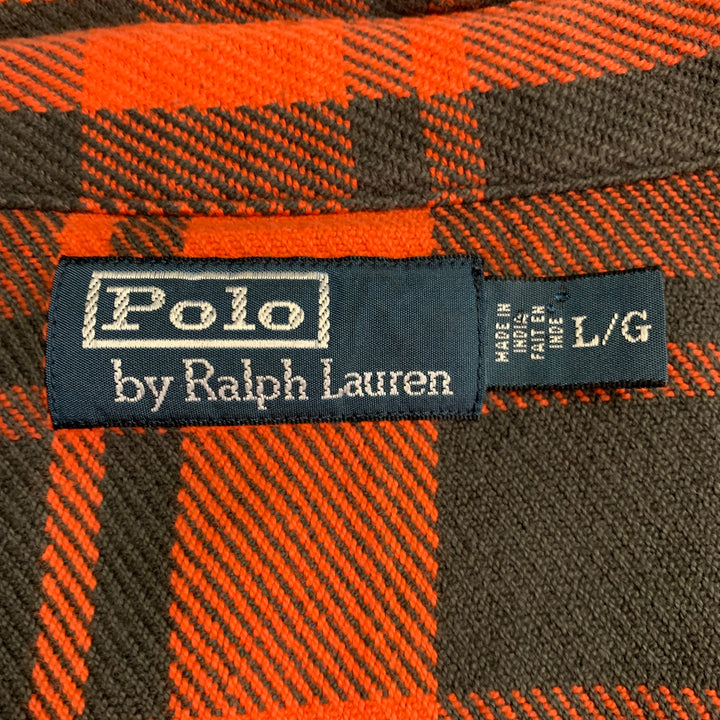 Polo
by Ralph Lauren
MADE IN
INDIA
FAIT EN
INDE
L/G